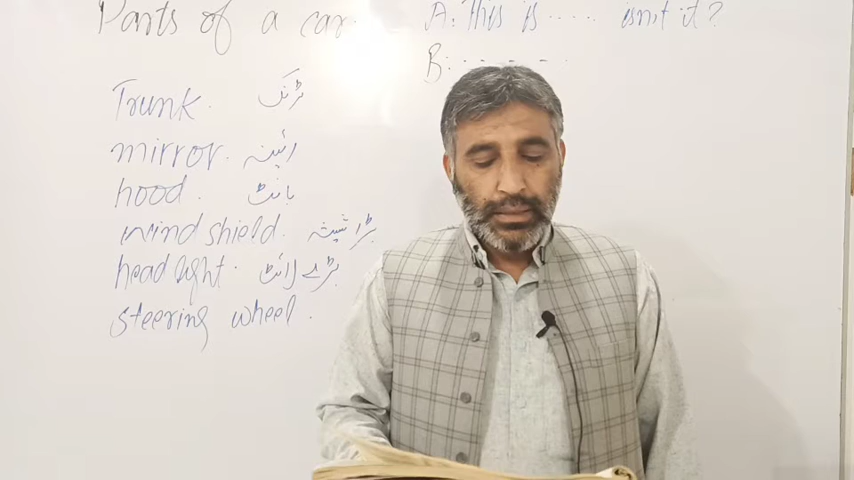 Parts of a car.
Trunk. ٹرنک
mirror. آئینہ
hood. بانٹ
wind shield. بڑا شیشہ
head light. بڑے لائٹ
steering wheel.
A: This is ..... isn't it?
B: ........